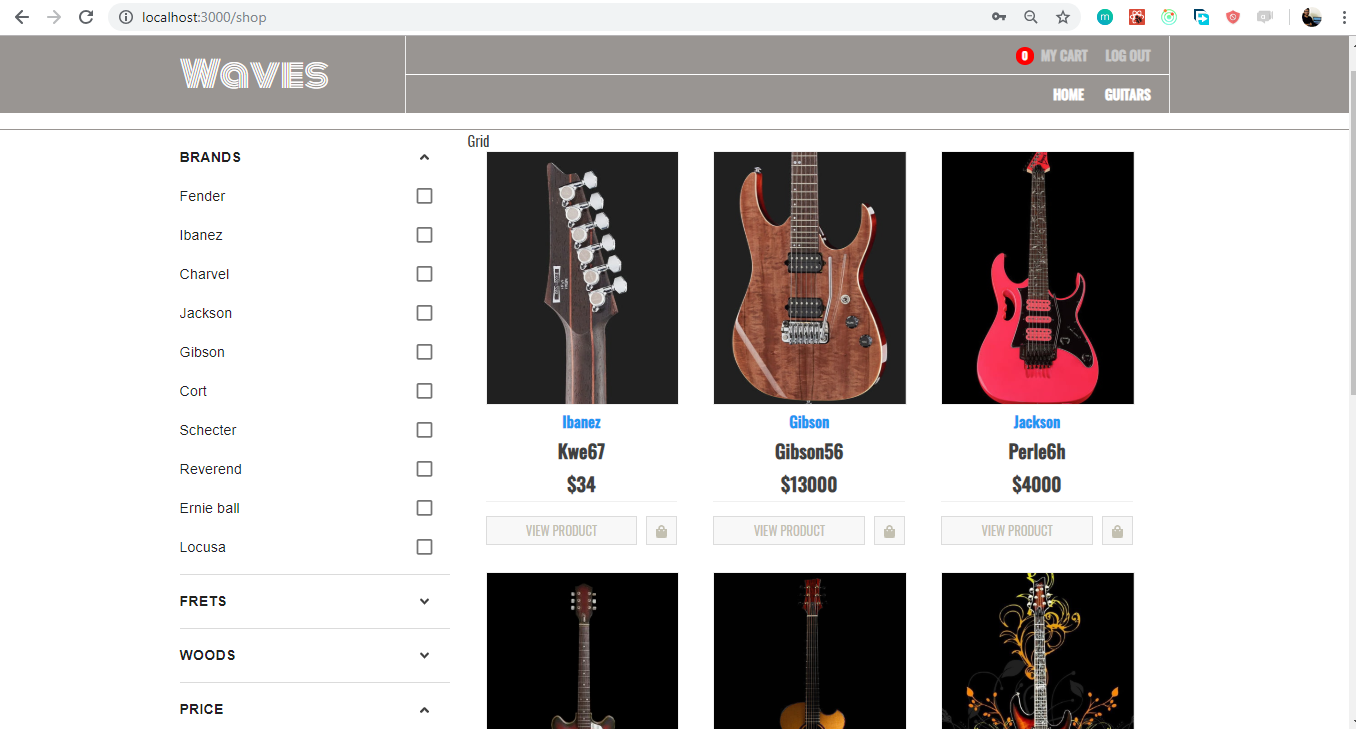 localhost:3000/shop
Waves
0 MY CART LOG OUT
HOME GUITARS
BRANDS
Fender
Ibanez
Charvel
Jackson
Gibson
Cort
Schecter
Reverend
Ernie ball
Locusa
FRETS
WOODS
PRICE
Grid
Ibanez
Kwe67
$34
VIEW PRODUCT
Gibson
Gibson56
$13000
VIEW PRODUCT
Jackson
Perle6h
$4000
VIEW PRODUCT